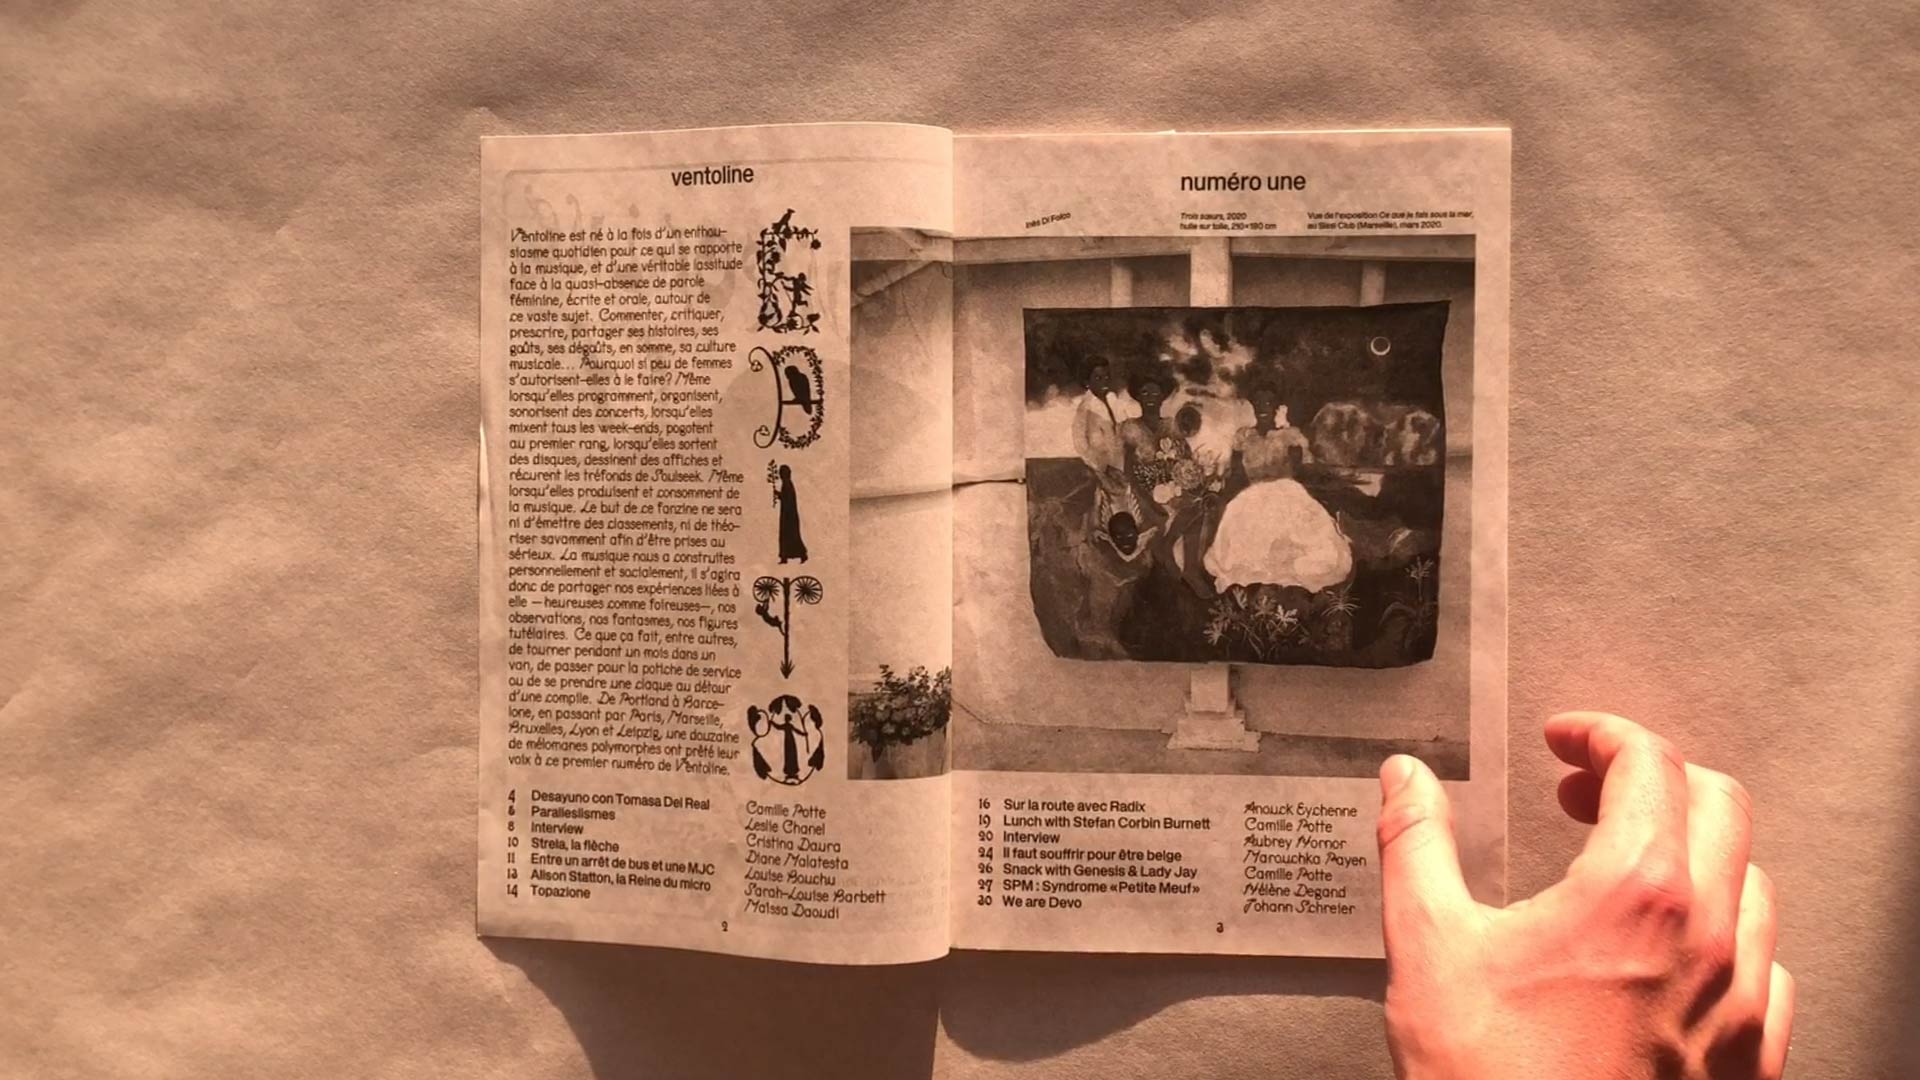 ventoline
Ventoline est né à la fois d'un enthou-
siasme quotidien pour ce qui se rapporte
à la musique, et d'une véritable lassitude
face à la quasi-absence de parole
féminine, écrite et orale, autour de
ce vaste sujet. Commenter, critiquer,
prescrire, partager ses histoires, ses
goûts, ses dégoûts, en somme, sa culture
musicale... Pourquoi si peu de femmes
s'autorisent-elles à le faire? Même
lorsqu'elles programment, organisent,
sonorisent des concerts, lorsqu'elles
mixent tous les week-ends, pogotent
au premier rang, lorsqu'elles sortent
des disques, dessinent des affiches et
récurent les tréfonds de Soulseek. Même
lorsqu'elles produisent et consomment de
la musique. Le but de ce fanzine ne sera
ni d'émettre des classements, ni de théo-
riser savamment afin d'être prises au
sérieux. La musique nous a construites
personnellement et socialement, il s'agira
donc de partager nos expériences liées à
elle — heureuses comme foireuses—, nos
observations, nos fantasmes, nos figures
tutélaires. Ce que ça fait, entre autres,
de tourner pendant un mois dans un
van, de passer pour la potiche de service
ou de se prendre une claque au détour
d'une compile. De Portland à Barce-
lone, en passant par Paris, Marseille,
Bruxelles, Lyon et Leipzig, une douzaine
de mélomanes polymorphes ont prêté leur
voix à ce premier numéro de Ventoline.
E
D
I
T
O
4 Desayuno con Tomasa Del Real Camille Potte
6 Paralleslismes Leslie Chanel
8 Interview Cristina Daura
10 Strela, la flèche Diane Malatesta
11 Entre un arrêt de bus et une MJC Louise Bouchu
13 Alison Statton, la Reine du micro Sarah-Louise Barbett
14 Topazione Maïssa Daoudi
2
numéro une
Inès Di Folco
Trois sœurs, 2020
huile sur toile, 210×180 cm
Vue de l'exposition Ce que je fais sous la mer,
au Sissi Club (Marseille), mars 2020.
16 Sur la route avec Radix Anouck Eychenne
19 Lunch with Stefan Corbin Burnett Camille Potte
20 Interview Aubrey Hornor
24 Il faut souffrir pour être belge Marouchka Payen
26 Snack with Genesis & Lady Jay Camille Potte
27 SPM : Syndrome «Petite Meuf» Hélène Degand
30 We are Devo Johann Schreier
3